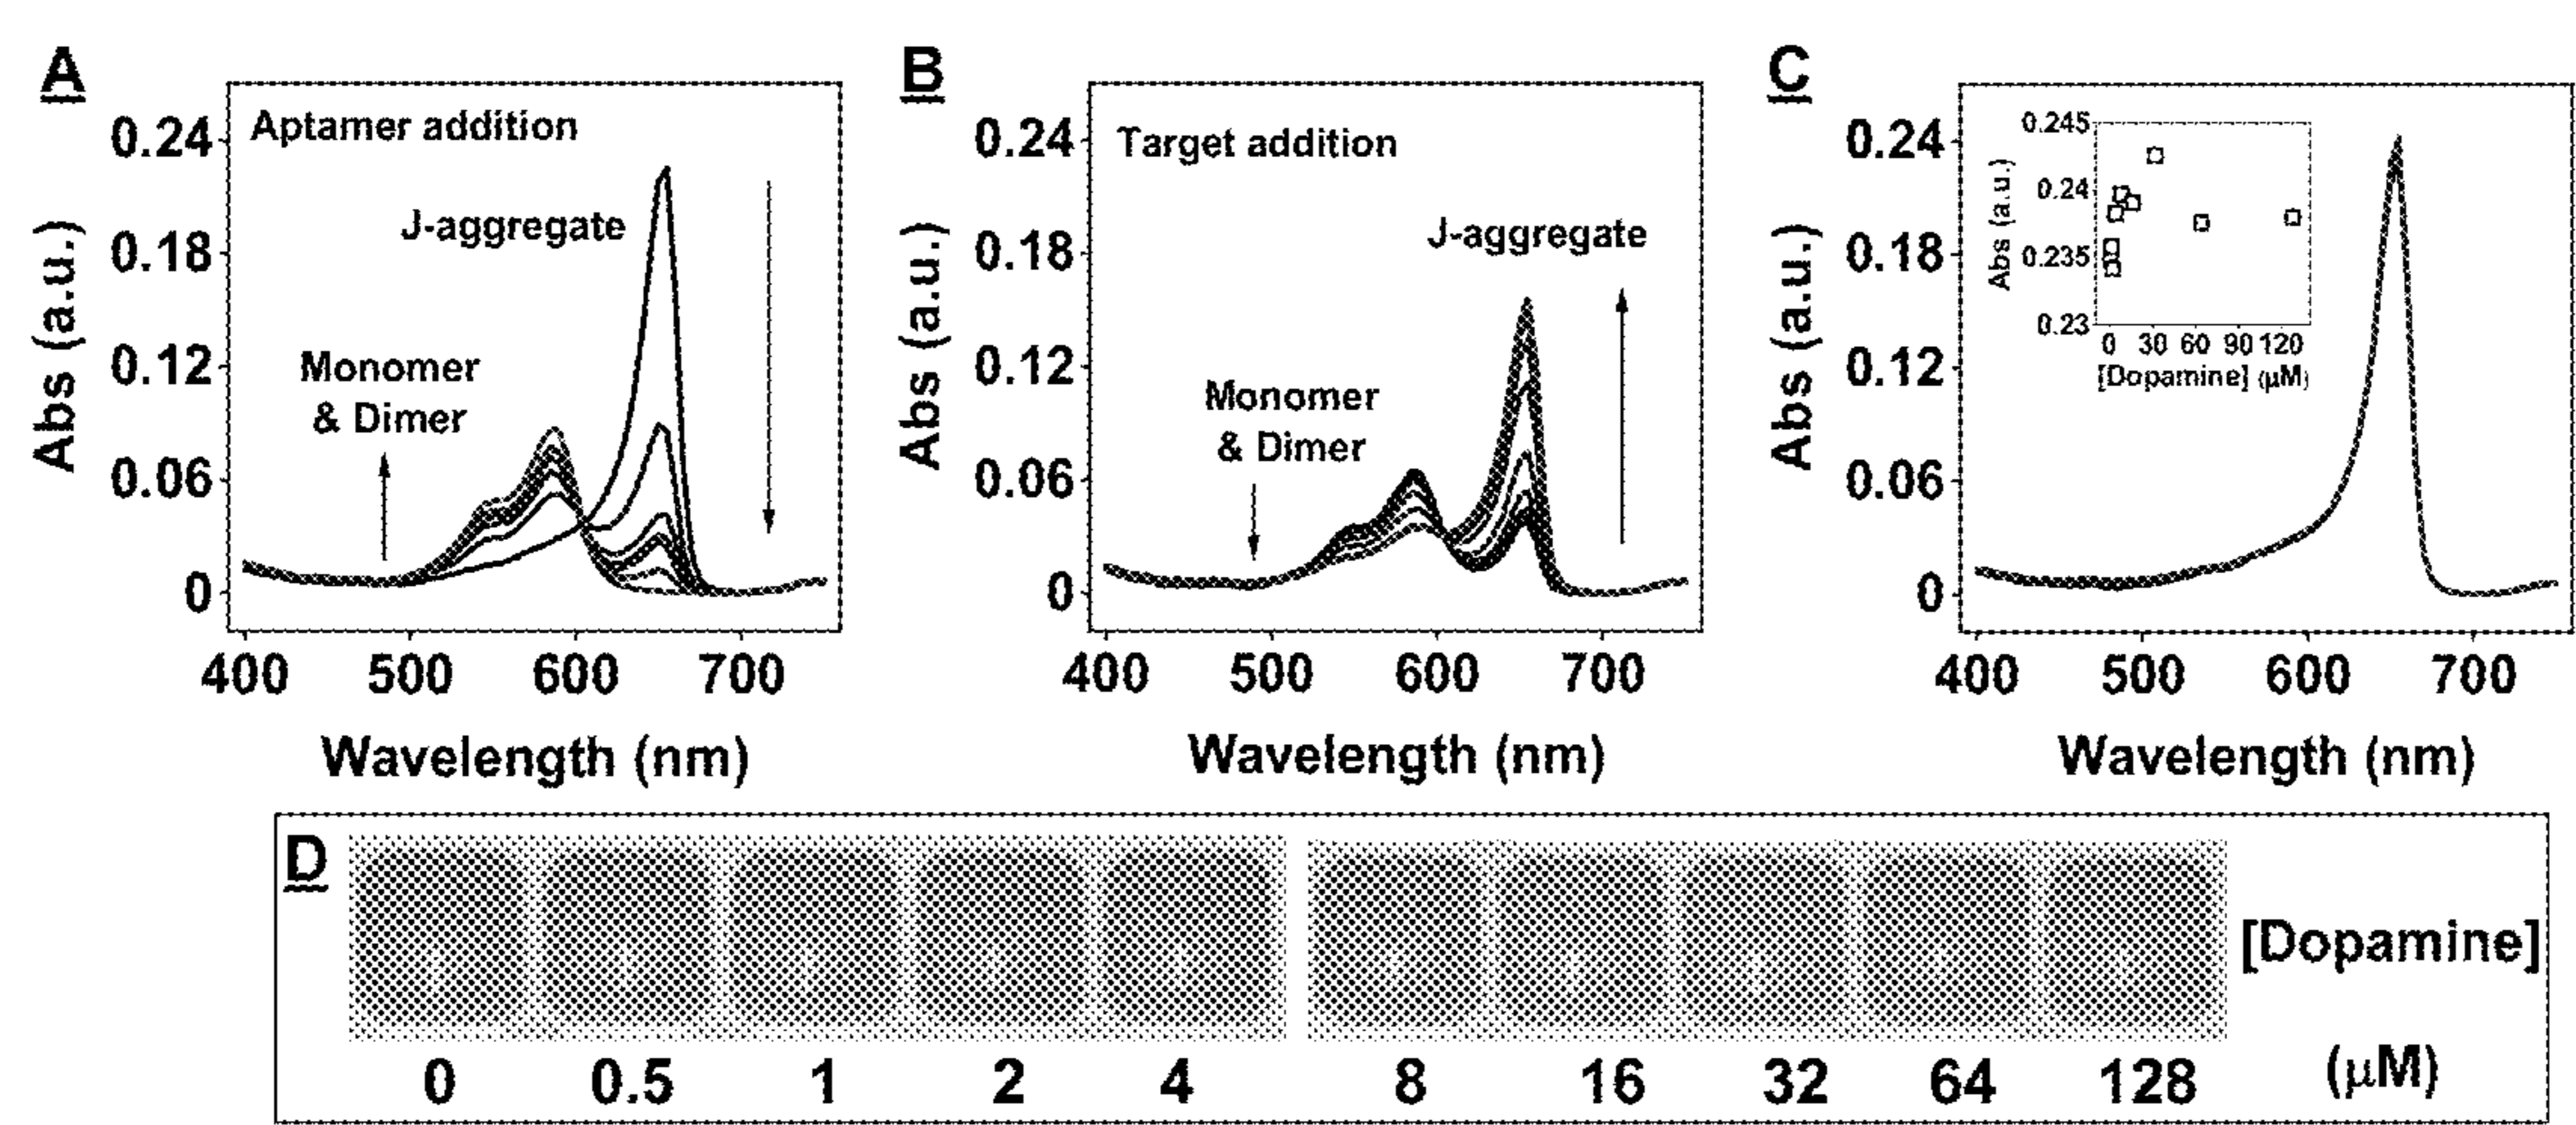 A
Aptamer addition
J-aggregate
Monomer
& Dimer
Abs (a.u.)
0.24
0.18
0.12
0.06
0
400 500 600 700
Wavelength (nm)
B
Target addition
J-aggregate
Monomer
& Dimer
Abs (a.u.)
0.24
0.18
0.12
0.06
0
400 500 600 700
Wavelength (nm)
C
Abs (a.u.)
0.24
0.18
0.12
0.06
0
400 500 600 700
Wavelength (nm)
Abs (a.u.)
0.245
0.24
0.235
0.23
0 30 60 90 120
[Dopamine] (μM)
D
0 0.5 1 2 4 8 16 32 64 128
[Dopamine]
(μM)